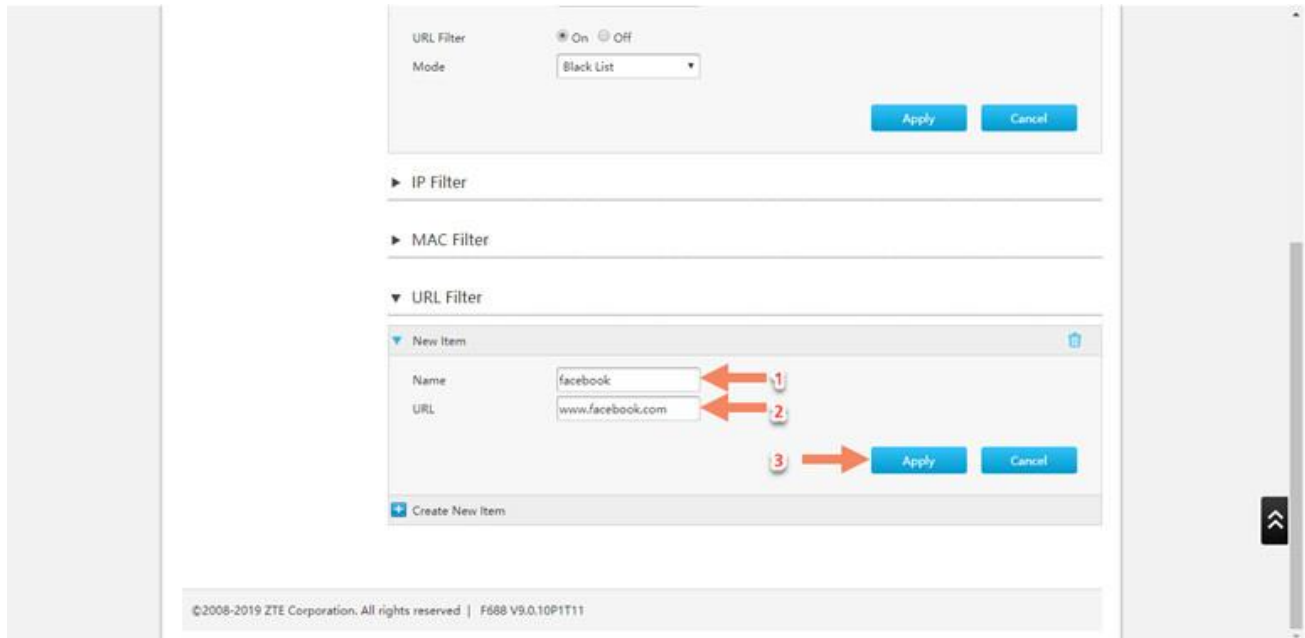 URL Filter On Off
Mode Black List
Apply Cancel
IP Filter
MAC Filter
URL Filter
New Item
Name facebook 1
URL www.facebook.com 2
3 Apply Cancel
Create New Item
©2008-2019 ZTE Corporation. All rights reserved | F688 V9.0.10P1T11